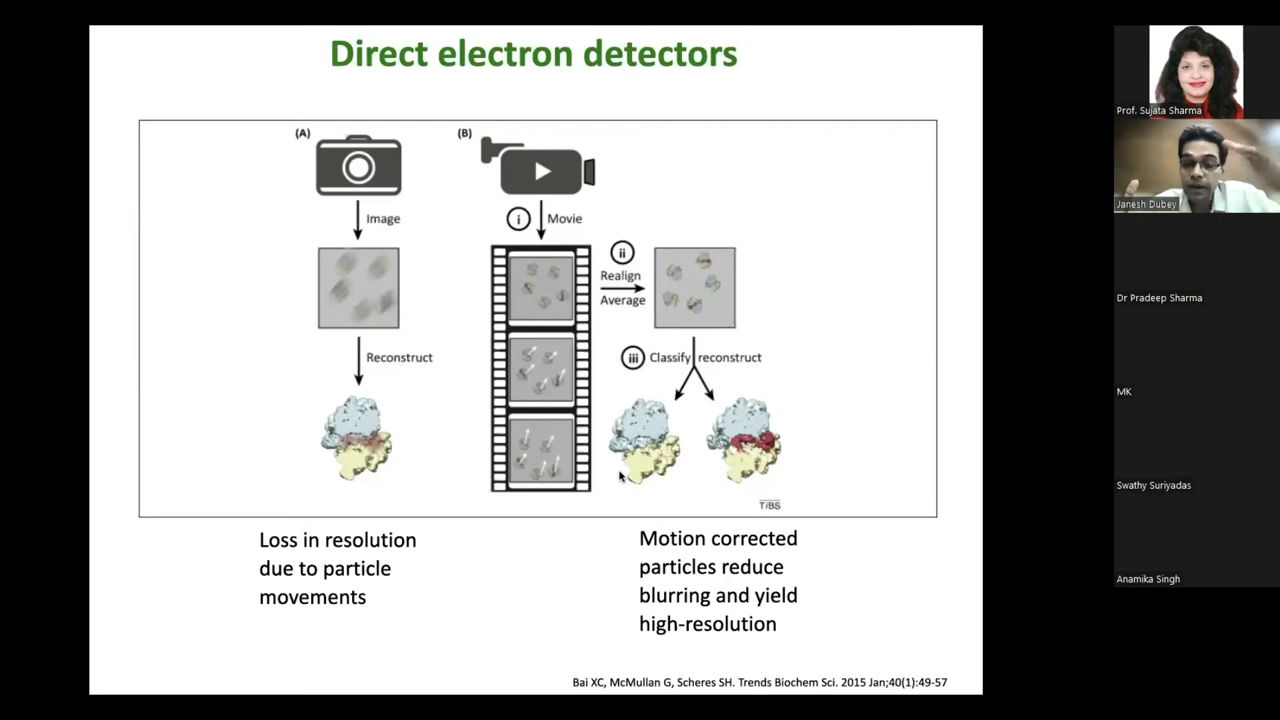 Direct electron detectors
(A)
(B)
Image
i
Movie
ii
Realign
Average
Reconstruct
iii
Classify reconstruct
T/BS
Loss in resolution
due to particle
movements
Motion corrected
particles reduce
blurring and yield
high-resolution
Bai XC, McMullan G, Scheres SH. Trends Biochem Sci. 2015 Jan;40(1):49-57
Prof. Sujata Sharma
Janesh Dubey
Dr Pradeep Sharma
MK
Swathy Suriyadas
Anamika Singh